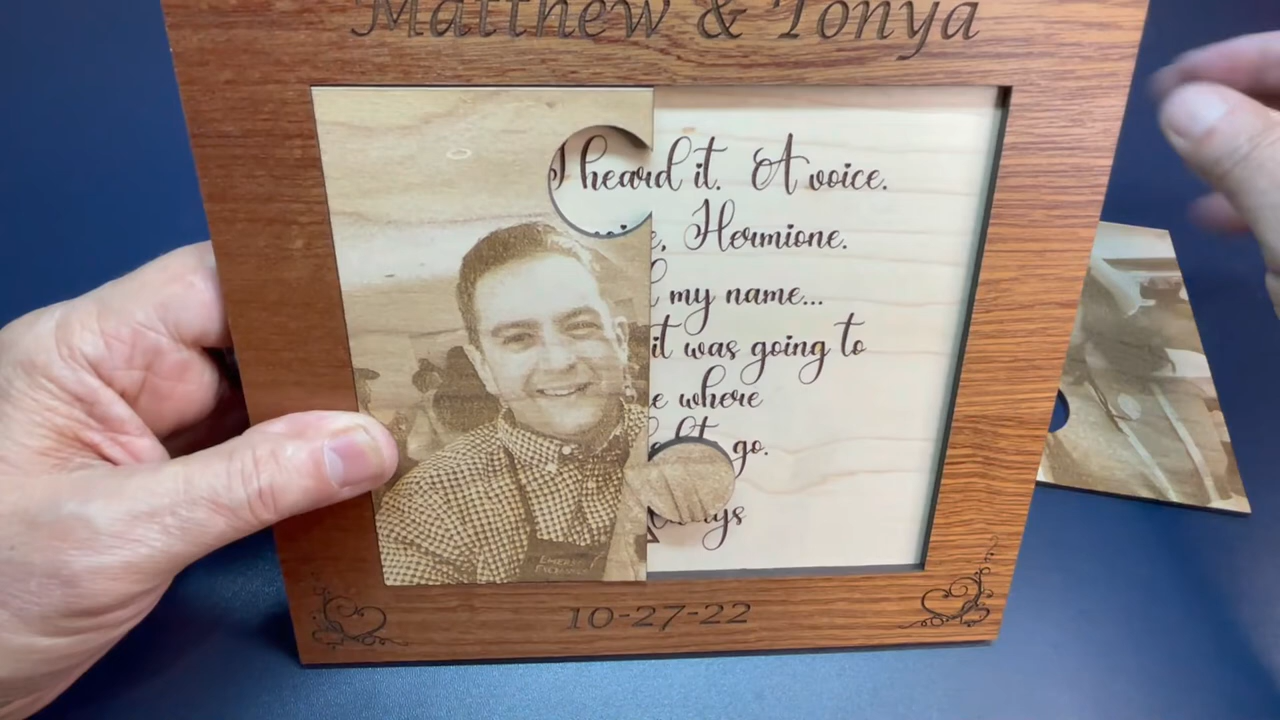 Matthew & Tonya
I heard it. A voice.
Hermione.
my name...
it was going to
where
go.
10-27-22